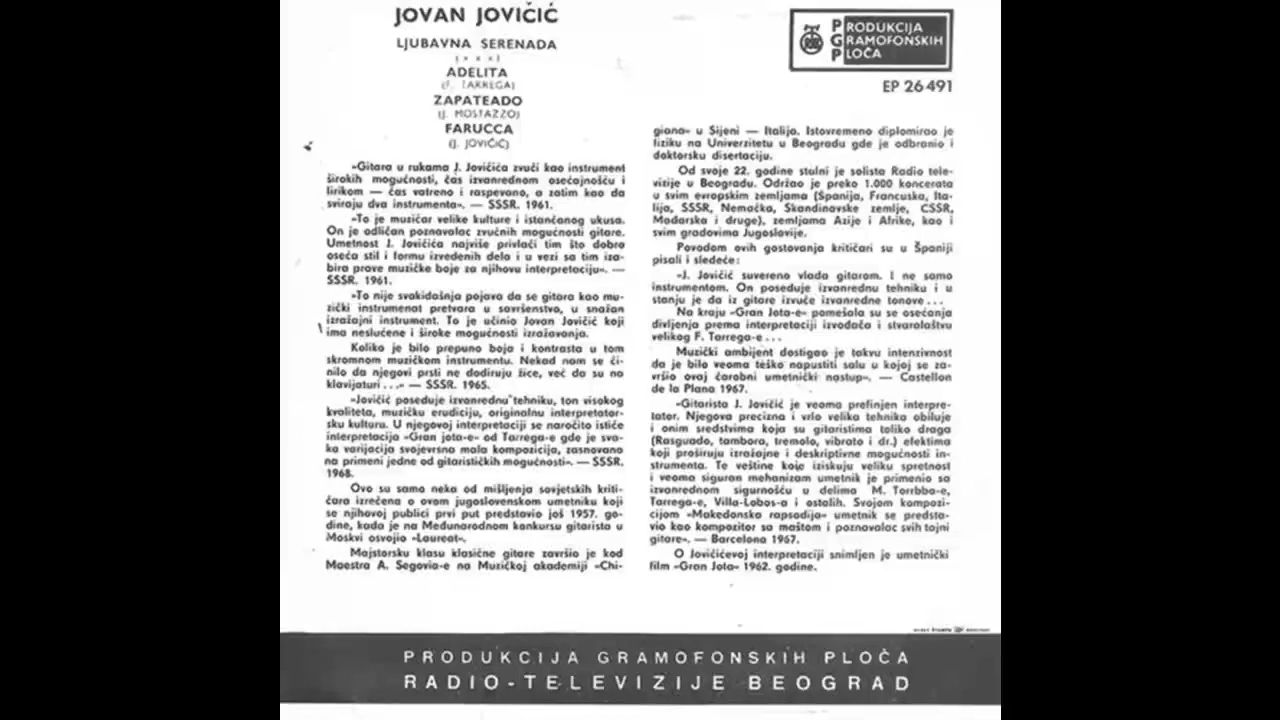 JOVAN JOVIČIĆ
LJUBAVNA SERENADA
(x x x)
ADELITA
(F. TARREGA)
ZAPATEADO
(J. MOSTAZZO)
FARUCCA
(J. JOVIČIĆ)
PRODUKCIJA
GRAMOFONSKIH
PLOČA
EP 26 491
»Gitara u rukama J. Jovičića zvuči kao instrument
širokih mogućnosti, čas izvanrednom osećajnošću i
lirikom — čas vatreno i raspevano, a zatim kao da
sviraju dva instrumenta«. — SSSR. 1961.
»To je muzičar velike kulture i istančanog ukusa.
On je odličan poznavalac zvučnih mogućnosti gitare.
Umetnost J. Jovičića najviše privlači tim što dobro
oseća stil i formu izvedenih dela i u vezi sa tim iza-
bira prave muzičke boje za njihovu interpretaciju«. —
SSSR. 1961.
»To nije svakidašnja pojava da se gitara kao mu-
zički instrumenat pretvara u savršenstvo, u snažan
izražajni instrument. To je učinio Jovan Jovičić koji
ima neslućene i široke mogućnosti izražavanja.
Koliko je bilo prepuno boja i kontrasta u tom
skromnom muzičkom instrumentu. Nekad nam se či-
nilo da njegovi prsti ne dodiruju žice, već da su na
klavijaturi...« — SSSR. 1965.
»Jovičić poseduje izvanrednu tehniku, ton visokog
kvaliteta, muzičku erudiciju, originalnu interpretator-
sku kulturu. U njegovoj interpretaciji se naročito ističe
interpretacija »Gran jota-e« od Tarrega-e gde je sva-
ka varijacija svojevrsna mala kompozicija, zasnovana
na primeni jedne od gitarističkih mogućnosti«. — SSSR.
1968.
Ovo su samo neka od mišljenja sovjetskih kriti-
čara izrečena o ovom jugoslovenskom umetniku koji
se njihovoj publici prvi put predstavio još 1957. go-
dine, kada je na Međunarodnom konkursu gitarista u
Moskvi osvojio »Laureat«.
Majstorsku klasu klasične gitare završio je kod
Maestra A. Segovia-e na Muzičkoj akademiji »Chi-
giana« u Sijeni — Italija. Istovremeno diplomirao je
fiziku na Univerzitetu u Beogradu gde je odbranio i
doktorsku disertaciju.
Od svoje 22. godine stalni je solista Radio tele-
vizije u Beogradu. Održao je preko 1.000 koncerata
u svim evropskim zemljama (Španija, Francuska, Ita-
lija, SSSR, Nemačka, Skandinavske zemlje, ČSSR,
Mađarska i druge), zemljama Azije i Afrike, kao i
svim gradovima Jugoslavije.
Povodom ovih gostovanja kritičari su u Španiji
pisali i sledeće:
»J. Jovičić suvereno vlada gitarom. I ne samo
instrumentom. On poseduje izvanrednu tehniku i u
stanju je da iz gitare izvuče izvanredne tonove...
Na kraju »Gran Jota-e« pomešala su se osećanja
divljenja prema interpretaciji izvođača i stvaralaštvu
velikog F. Tarrega-e...
Muzički ambijent dostigao je takvu intenzivnost
da je bilo veoma teško napustiti salu u kojoj se za-
vršio ovaj čarobni umetnički nastup«. — Castellon
de la Plana 1967.
»Gitarista J. Jovičić je veoma prefinjen interpre-
tator. Njegova precizna i vrlo velika tehnika obiluje
i onim sredstvima koja su gitaristima toliko draga
(Rasguado, tambora, tremolo, vibrato i dr.) efektima
koji proširuju izražajne i deskriptivne mogućnosti in-
strumenta. Te veštine koje iziskuju veliku spretnost
i veoma siguran mehanizam umetnik je primenio sa
izvanrednom sigurnošću u delima M. Torrbba-e,
Tarrega-e, Villa-Lobos-a i ostalih. Svojom kompozi-
cijom »Makedonska rapsodija« umetnik se predsta-
vio kao kompozitor sa maštom i poznavalac svih tajni
gitare«. — Barcelona 1967.
O Jovičićevoj interpretaciji snimljen je umetnički
film »Gran Jota« 1962. godine.
PRODUKCIJA GRAMOFONSKIH PLOČA
RADIO-TELEVIZIJE BEOGRAD